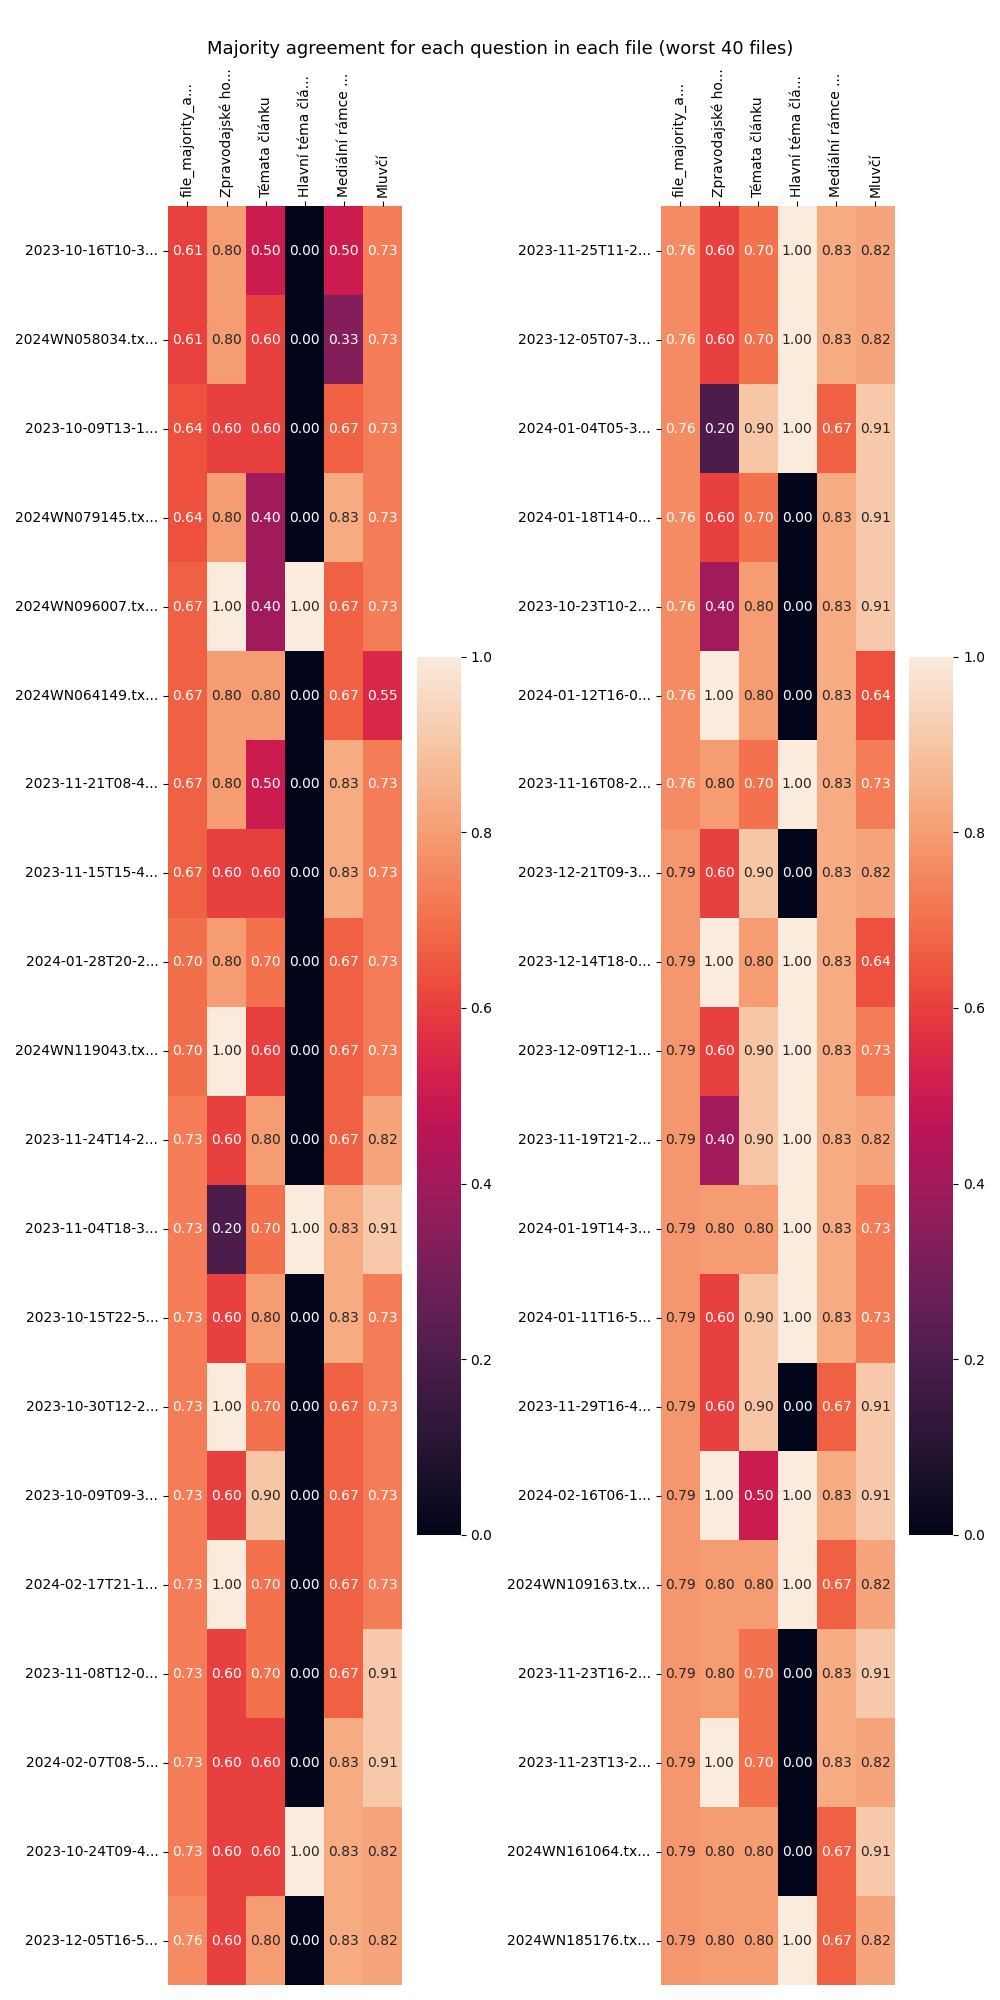 Majority agreement for each question in each file (worst 40 files)
file_majority_a...
Zpravodajské ho...
Témata článku
Hlavní téma člá...
Mediální rámce ...
Mluvčí
2023-10-16T10-3... 0.61 0.80 0.50 0.00 0.50 0.73
2024WN058034.tx... 0.61 0.80 0.60 0.00 0.33 0.73
2023-10-09T13-1... 0.64 0.60 0.60 0.00 0.67 0.73
2024WN079145.tx... 0.64 0.80 0.40 0.00 0.83 0.73
2024WN096007.tx... 0.67 1.00 0.40 1.00 0.67 0.73
2024WN064149.tx... 0.67 0.80 0.80 0.00 0.67 0.55
2023-11-21T08-4... 0.67 0.80 0.50 0.00 0.83 0.73
2023-11-15T15-4... 0.67 0.60 0.60 0.00 0.83 0.73
2024-01-28T20-2... 0.70 0.80 0.70 0.00 0.67 0.73
2024WN119043.tx... 0.70 1.00 0.60 0.00 0.67 0.73
2023-11-24T14-2... 0.73 0.60 0.80 0.00 0.67 0.82
2023-11-04T18-3... 0.73 0.20 0.70 1.00 0.83 0.91
2023-10-15T22-5... 0.73 0.60 0.80 0.00 0.83 0.73
2023-10-30T12-2... 0.73 1.00 0.70 0.00 0.67 0.73
2023-10-09T09-3... 0.73 0.60 0.90 0.00 0.67 0.73
2024-02-17T21-1... 0.73 1.00 0.70 0.00 0.67 0.73
2023-11-08T12-0... 0.73 0.60 0.70 0.00 0.67 0.91
2024-02-07T08-5... 0.73 0.60 0.60 0.00 0.83 0.91
2023-10-24T09-4... 0.73 0.60 0.60 1.00 0.83 0.82
2023-12-05T16-5... 0.76 0.60 0.80 0.00 0.83 0.82
1.0
0.8
0.6
0.4
0.2
0.0
file_majority_a...
Zpravodajské ho...
Témata článku
Hlavní téma člá...
Mediální rámce ...
Mluvčí
2023-11-25T11-2... 0.76 0.60 0.70 1.00 0.83 0.82
2023-12-05T07-3... 0.76 0.60 0.70 1.00 0.83 0.82
2024-01-04T05-3... 0.76 0.20 0.90 1.00 0.67 0.91
2024-01-18T14-0... 0.76 0.60 0.70 0.00 0.83 0.91
2023-10-23T10-2... 0.76 0.40 0.80 0.00 0.83 0.91
2024-01-12T16-0... 0.76 1.00 0.80 0.00 0.83 0.64
2023-11-16T08-2... 0.76 0.80 0.70 1.00 0.83 0.73
2023-12-21T09-3... 0.79 0.60 0.90 0.00 0.83 0.82
2023-12-14T18-0... 0.79 1.00 0.80 1.00 0.83 0.64
2023-12-09T12-1... 0.79 0.60 0.90 1.00 0.83 0.73
2023-11-19T21-2... 0.79 0.40 0.90 1.00 0.83 0.82
2024-01-19T14-3... 0.79 0.80 0.80 1.00 0.83 0.73
2024-01-11T16-5... 0.79 0.60 0.90 1.00 0.83 0.73
2023-11-29T16-4... 0.79 0.60 0.90 0.00 0.67 0.91
2024-02-16T06-1... 0.79 1.00 0.50 1.00 0.83 0.91
2024WN109163.tx... 0.79 0.80 0.80 1.00 0.67 0.82
2023-11-23T16-2... 0.79 0.80 0.70 0.00 0.83 0.91
2023-11-23T13-2... 0.79 1.00 0.70 0.00 0.83 0.82
2024WN161064.tx... 0.79 0.80 0.80 0.00 0.67 0.91
2024WN185176.tx... 0.79 0.80 0.80 1.00 0.67 0.82
1.0
0.8
0.6
0.4
0.2
0.0